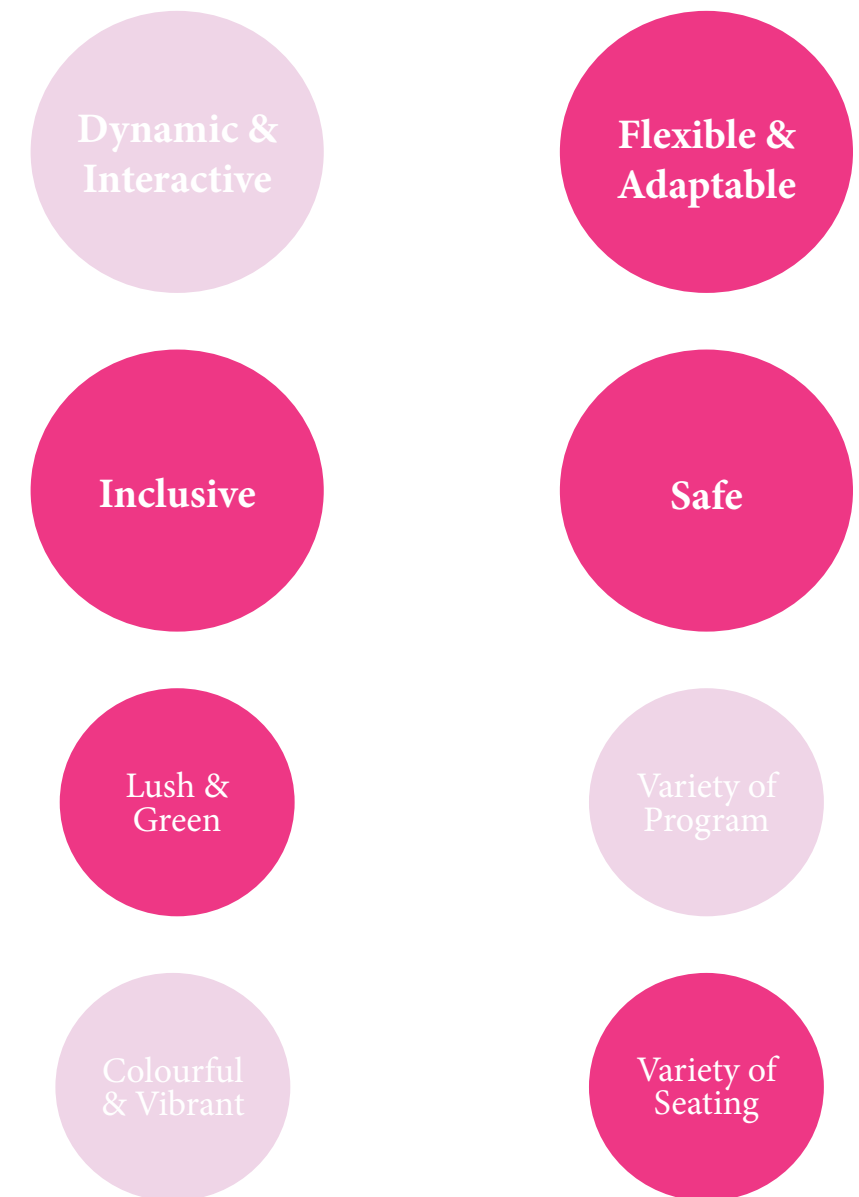 Dynamic &
Interactive
Flexible &
Adaptable
Inclusive
Safe
Lush &
Green
Variety of
Program
Colourful
& Vibrant
Variety of
Seating